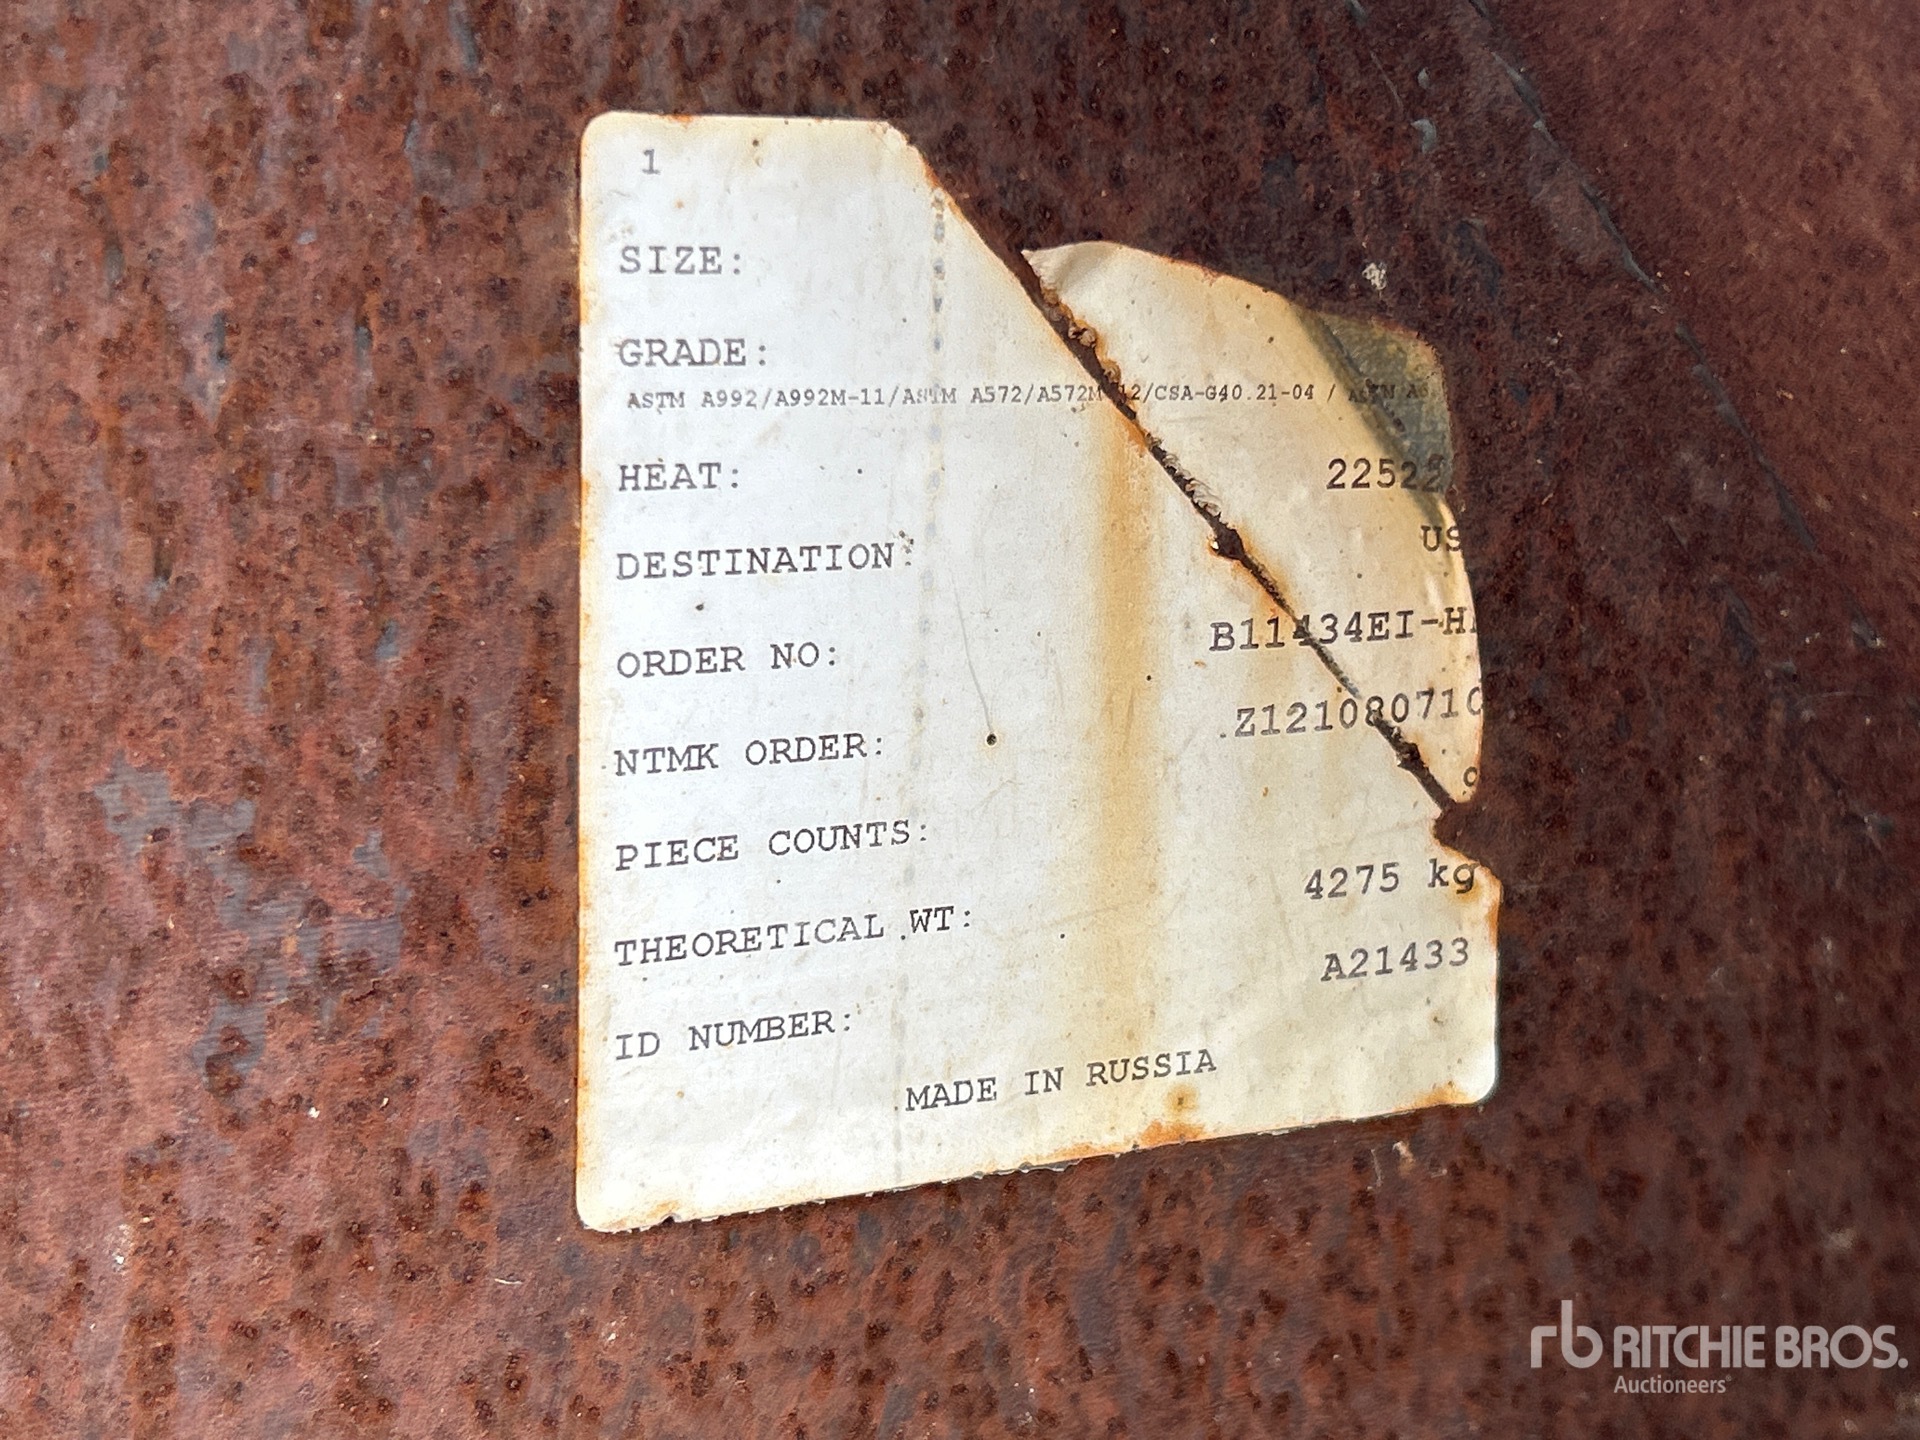 1
SIZE:
GRADE:
ASTM A992/A992M-11/ASTM A572/A572M-12/CSA-G40.21-04 / ASTM
HEAT: 22522
DESTINATION: US
ORDER NO: B11434EI-H
NTMK ORDER: Z121080710
PIECE COUNTS: 9
THEORETICAL WT: 4275 kg
ID NUMBER: A21433
MADE IN RUSSIA
rb RITCHIE BROS.
Auctioneers